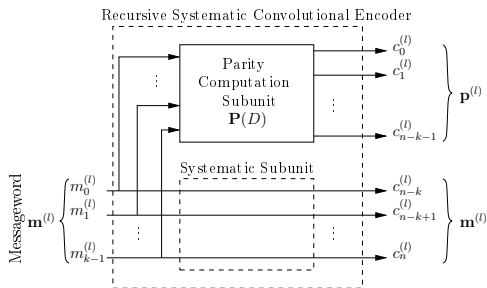 Recursive Systematic Convolutional Encoder
Parity
Computation
Subunit
P(D)
c_0^{(l)}
c_1^{(l)}
⋮
⋮
c_{n-k-1}^{(l)}
p^{(l)}
Systematic Subunit
Messageword
m^{(l)}
m_0^{(l)}
m_1^{(l)}
⋮
m_{k-1}^{(l)}
c_{n-k}^{(l)}
c_{n-k+1}^{(l)}
⋮
c_n^{(l)}
m^{(l)}